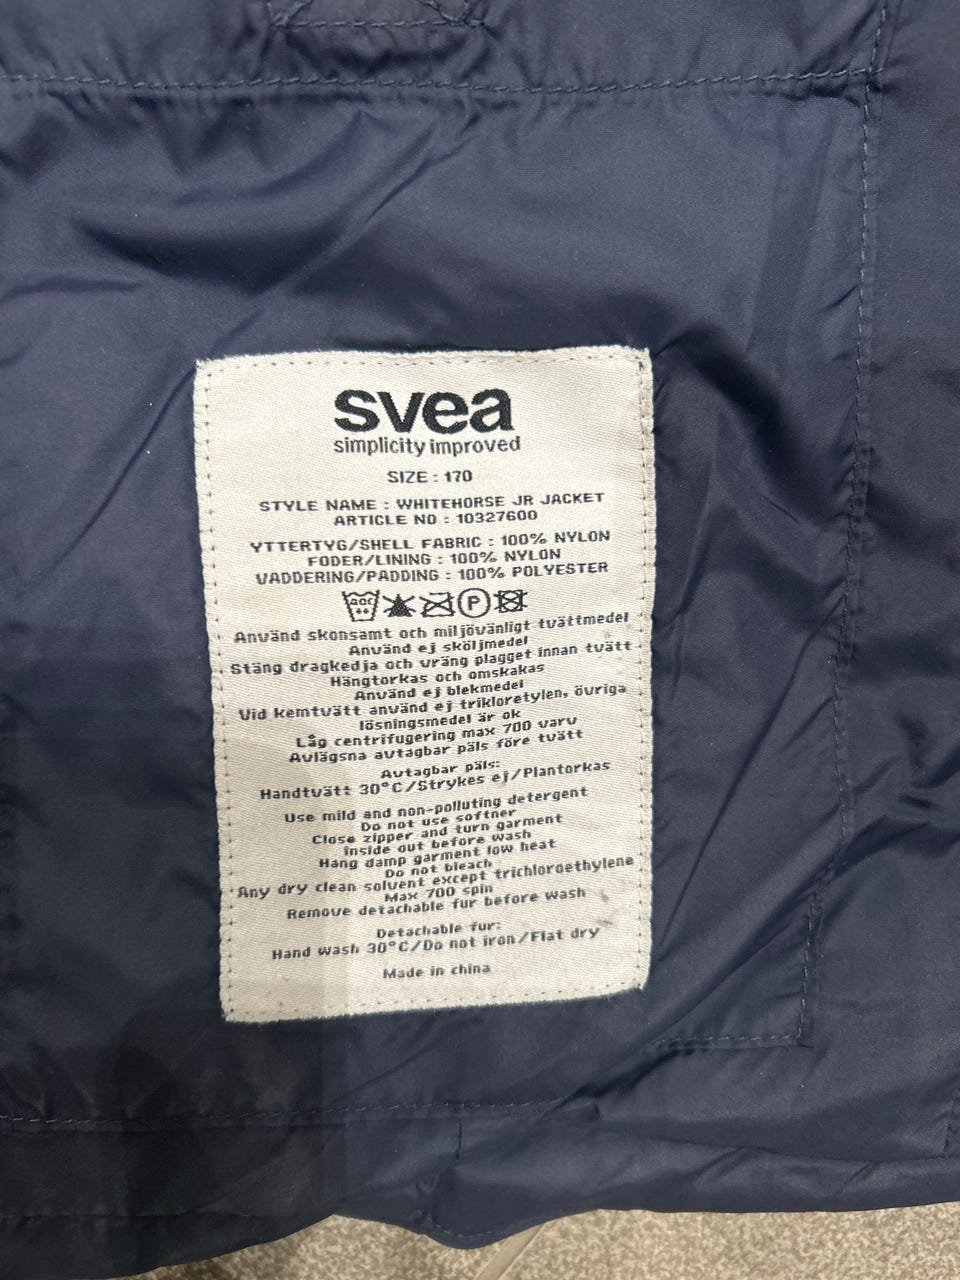 svea
simplicity improved
SIZE : 170
STYLE NAME : WHITEHORSE JR JACKET
ARTICLE NO : 10327600
YTTERTYG/SHELL FABRIC : 100% NYLON
FODER/LINING : 100% NYLON
VADDERING/PADDING : 100% POLYESTER
P
Använd skonsamt och miljövänligt tvättmedel
Använd ej sköljmedel
Stäng dragkedja och vräng plagget innan tvätt
Hängtorkas och omskakas
Använd ej blekmedel
Vid kemtvätt använd ej trikloretylen, övriga
lösningsmedel är ok
Låg centrifugering max 700 varv
Avlägsna avtagbar päls före tvätt
Avtagbar päls:
Handtvätt 30°C/Strykes ej/Plantorkas
Use mild and non-polluting detergent
Do not use softner
Close zipper and turn garment
inside out before wash
Hang damp garment low heat
Do not bleach
Any dry clean solvent except trichloroethylene
Max 700 spin
Remove detachable fur before wash
Detachable fur:
Hand wash 30°C/Do not iron/Flat dry
Made in china